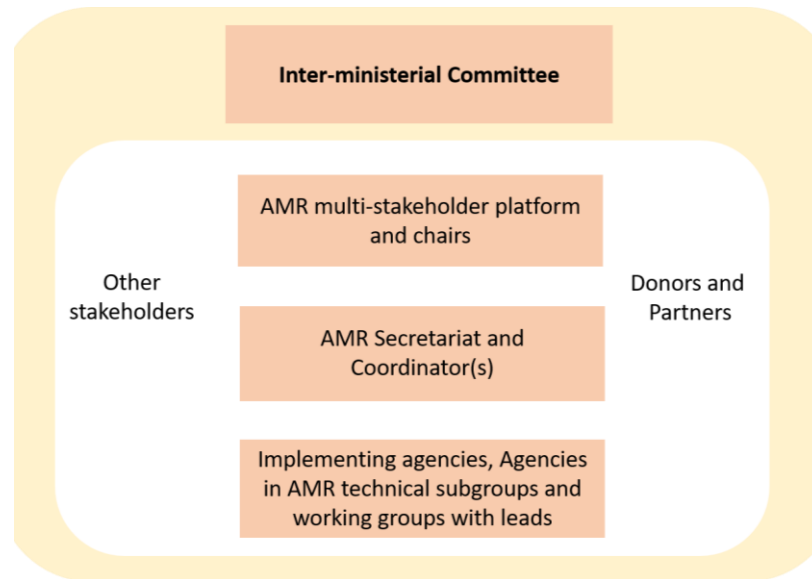 Inter-ministerial Committee
AMR multi-stakeholder platform
and chairs
Other
stakeholders
Donors and
Partners
AMR Secretariat and
Coordinator(s)
Implementing agencies, Agencies
in AMR technical subgroups and
working groups with leads